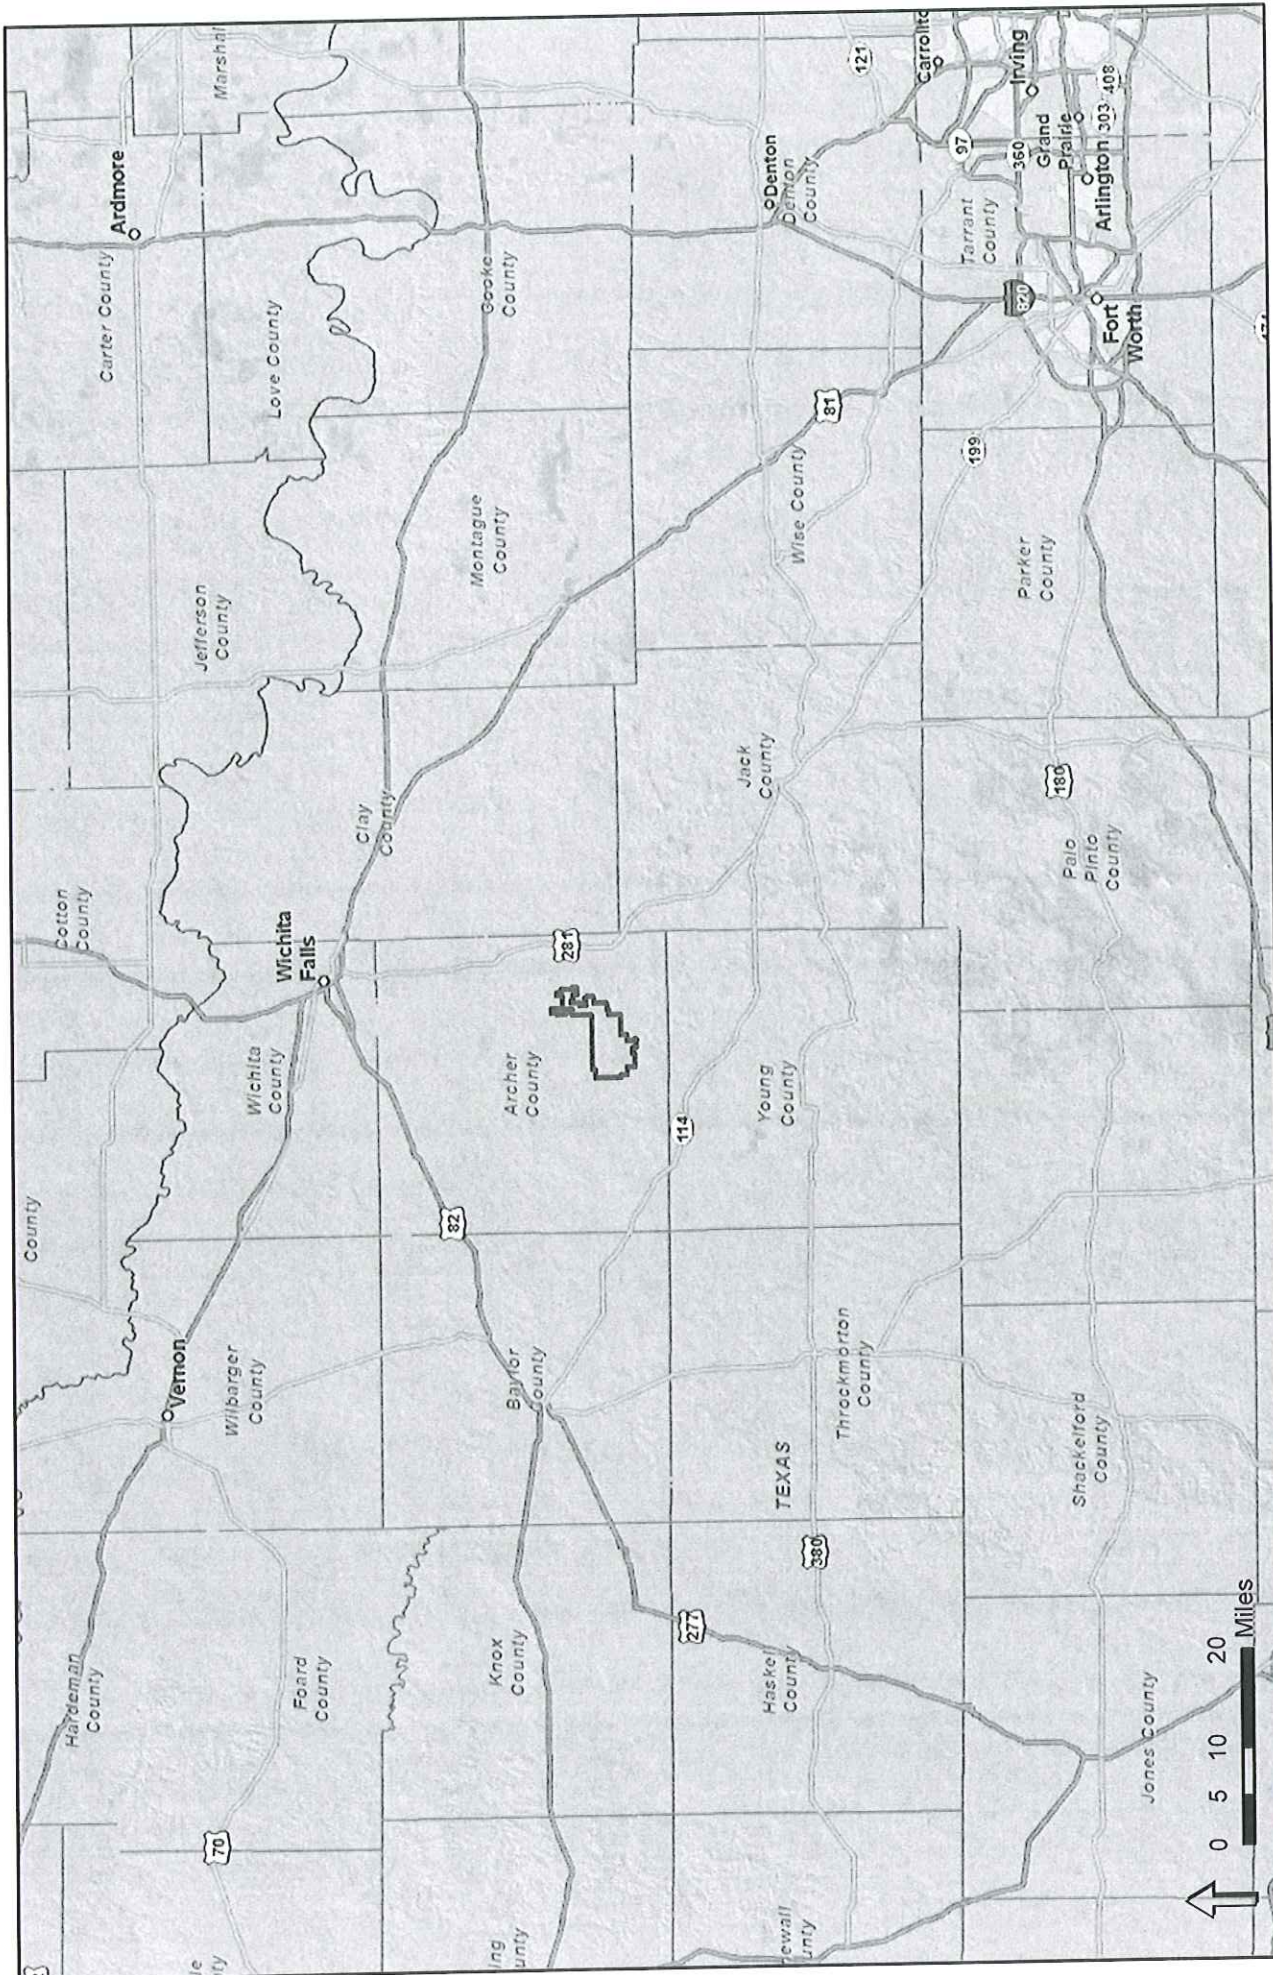 County
Cotton
County
Hardeman
County
Carter County
Ardmore
Vernon
70
Wilbarger
County
Jefferson
County
Marshal
Foard
County
Wichita
County
Wichita
Falls
Love County
Clay
County
82
Knox
County
Baylor
County
Archer
County
281
Montague
County
Cooke
County
277
114
Haskell
County
TEXAS
380
Throckmorton
County
Young
County
Jack
County
Wise County
81
Denton
Denton
County
121
Carrollto
199
Tarrant
County
97
Shackelford
County
Palo
Pinto
County
180
Parker
County
820
360
Irving
Grand
Prairie
Fort
Worth
Arlington
303
408
Jones County
0 5 10 20
Miles